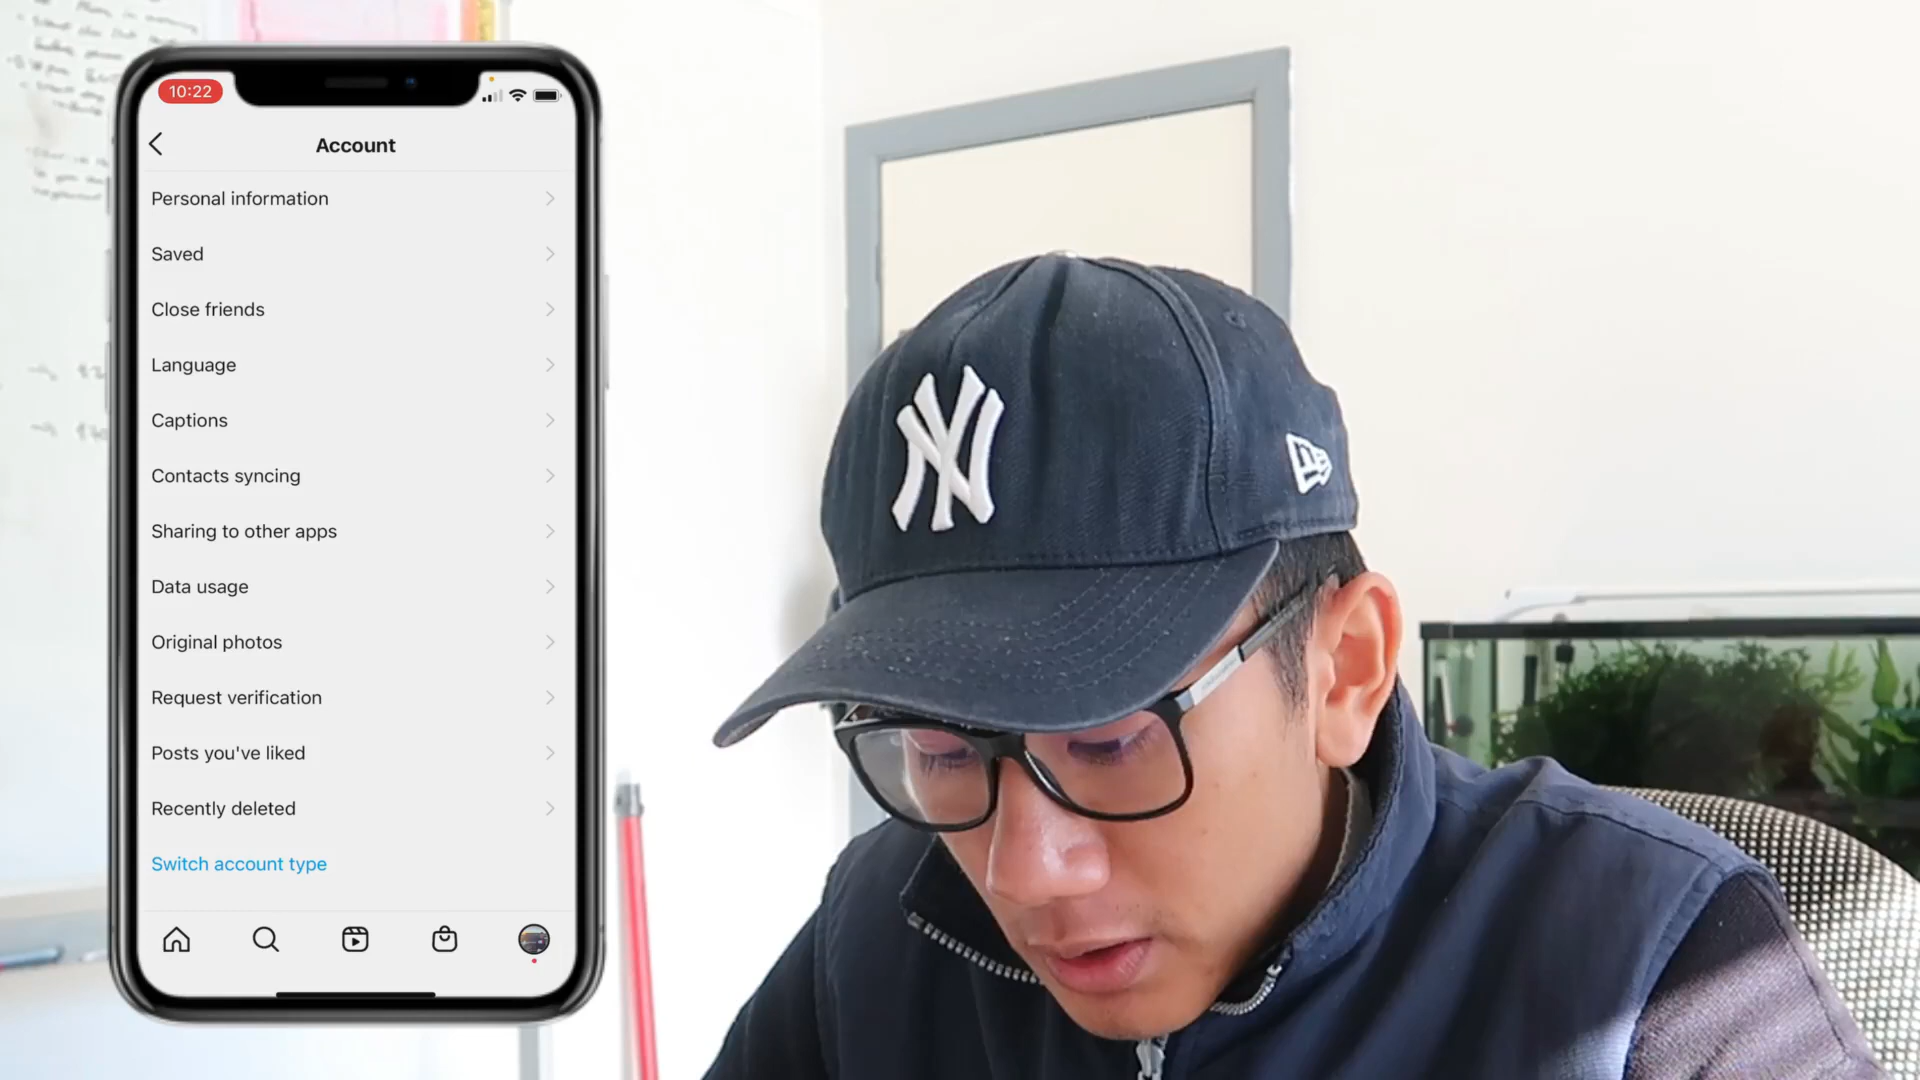 10:22
Account
Personal information
Saved
Close friends
Language
Captions
Contacts syncing
Sharing to other apps
Data usage
Original photos
Request verification
Posts you've liked
Recently deleted
Switch account type
NY